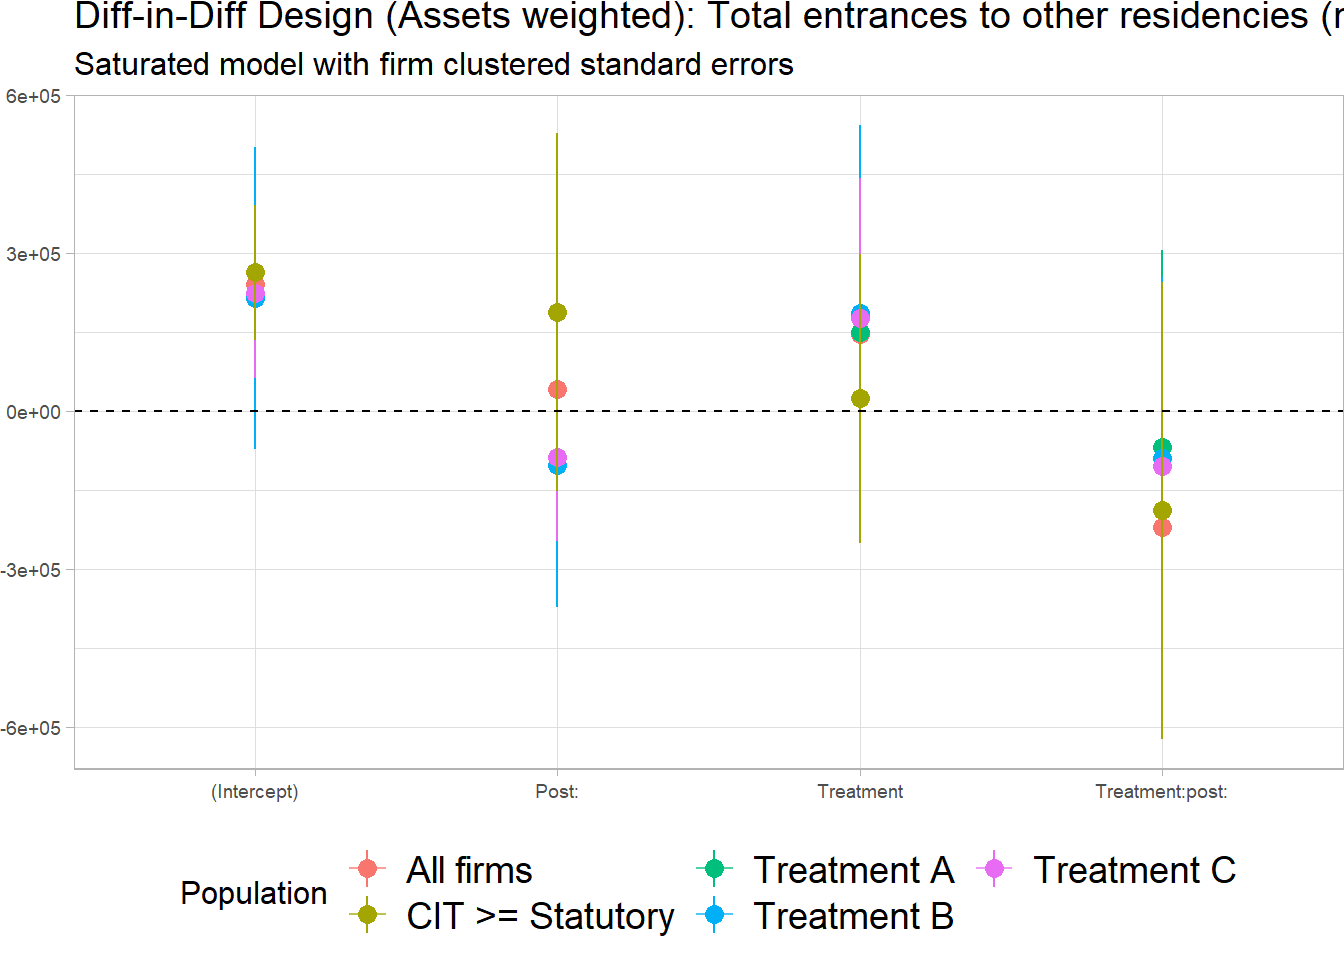 Diff-in-Diff Design (Assets weighted): Total entrances to other residencies (
Saturated model with firm clustered standard errors
6e+05
3e+05
0e+00
-3e+05
-6e+05
(Intercept) Post: Treatment Treatment:post:
Population
All firms Treatment A Treatment C
CIT >= Statutory Treatment B